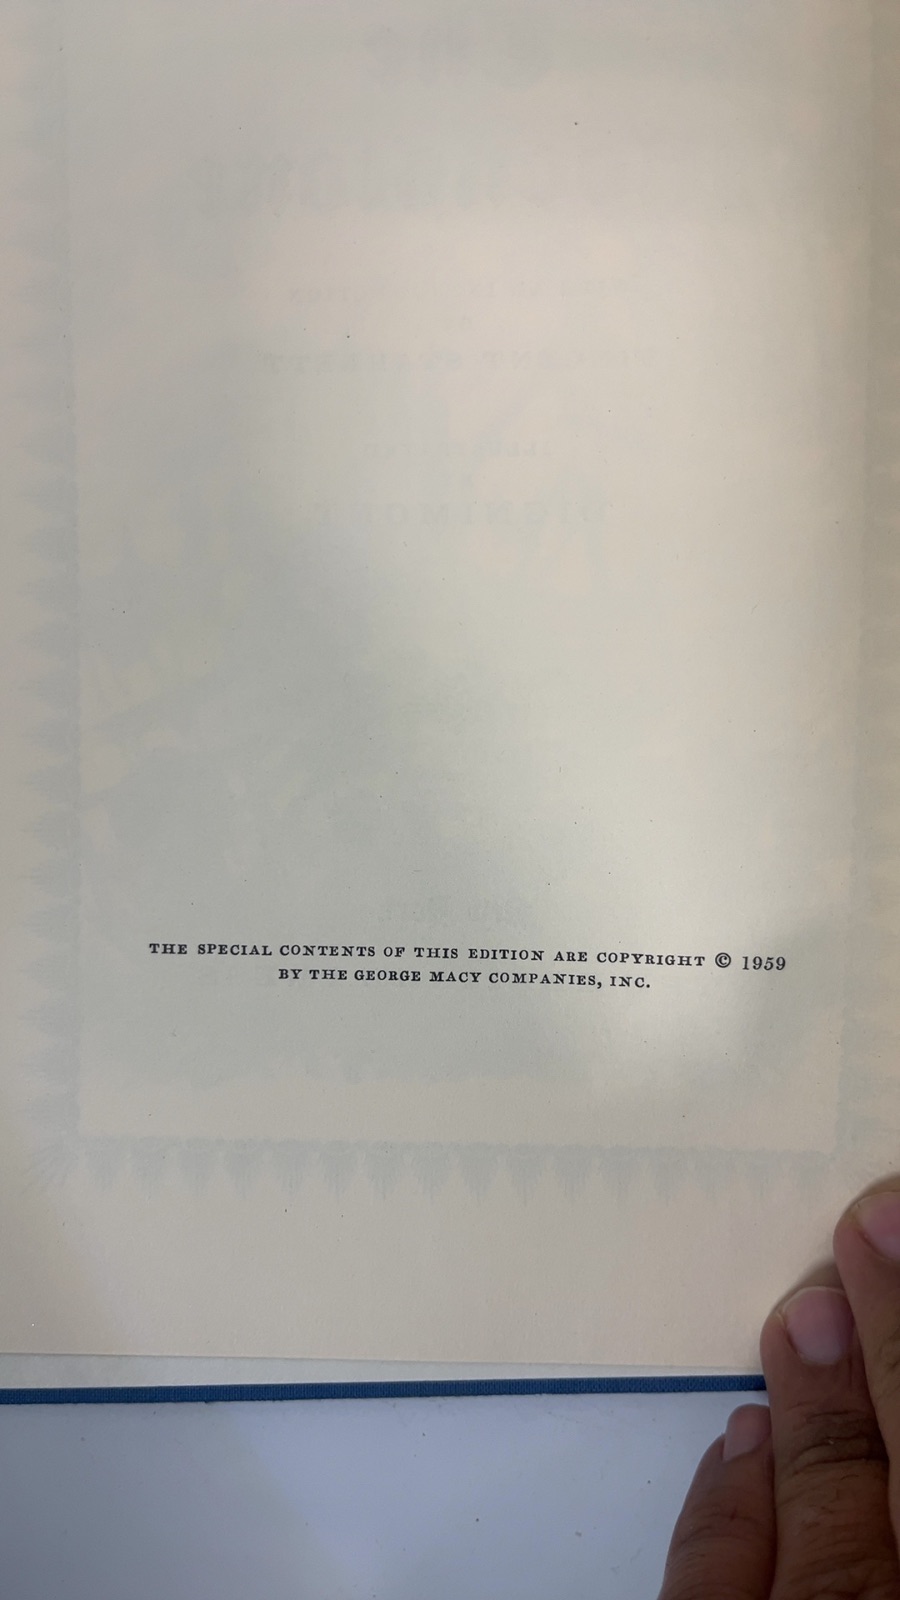 THE SPECIAL CONTENTS OF THIS EDITION ARE COPYRIGHT © 1959
BY THE GEORGE MACY COMPANIES, INC.